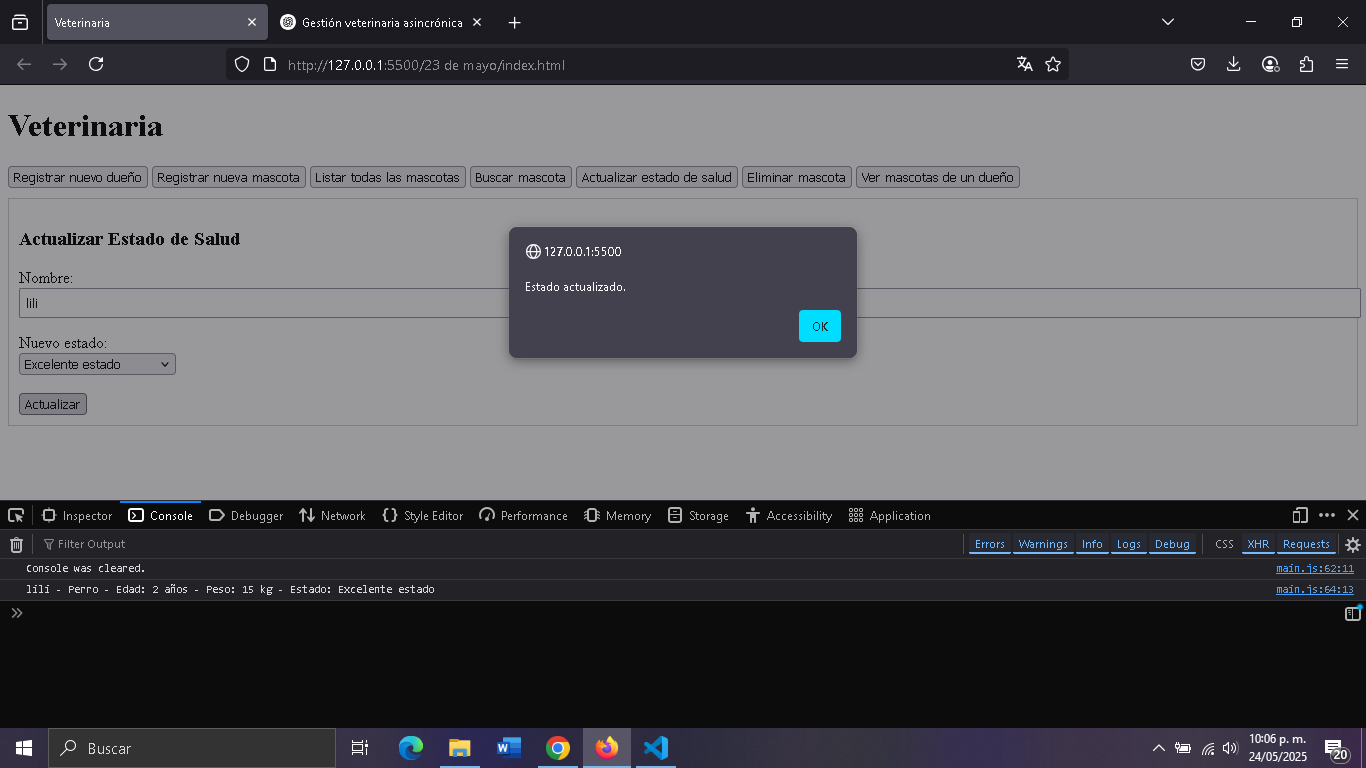 Veterinaria
Gestión veterinaria asincrónica
http://127.0.0.1:5500/23 de mayo/index.html
Veterinaria
Registrar nuevo dueño
Registrar nueva mascota
Listar todas las mascotas
Buscar mascota
Actualizar estado de salud
Eliminar mascota
Ver mascotas de un dueño
Actualizar Estado de Salud
Nombre:
lili
Nuevo estado:
Excelente estado
Actualizar
127.0.0.1:5500
Estado actualizado.
OK
Inspector
Console
Debugger
Network
Style Editor
Performance
Memory
Storage
Accessibility
Application
Filter Output
Errors
Warnings
Info
Logs
Debug
CSS
XHR
Requests
Console was cleared.
main.js:62:11
lili - Perro - Edad: 2 años - Peso: 15 kg - Estado: Excelente estado
main.js:64:13
Buscar
10:06 p. m.
24/05/2025
20